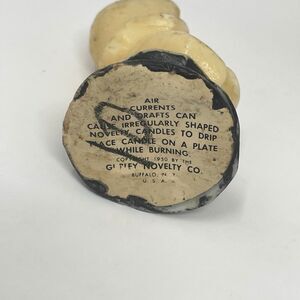 AIR
CURRENTS
AND DRAFTS CAN
CAUSE IRREGULARLY SHAPED
NOVELTY CANDLES TO DRIP
PLACE CANDLE ON A PLATE
WHILE BURNING.
COPYRIGHT 1950 BY THE
GURLEY NOVELTY CO.
BUFFALO, N. Y.
U. S. A.